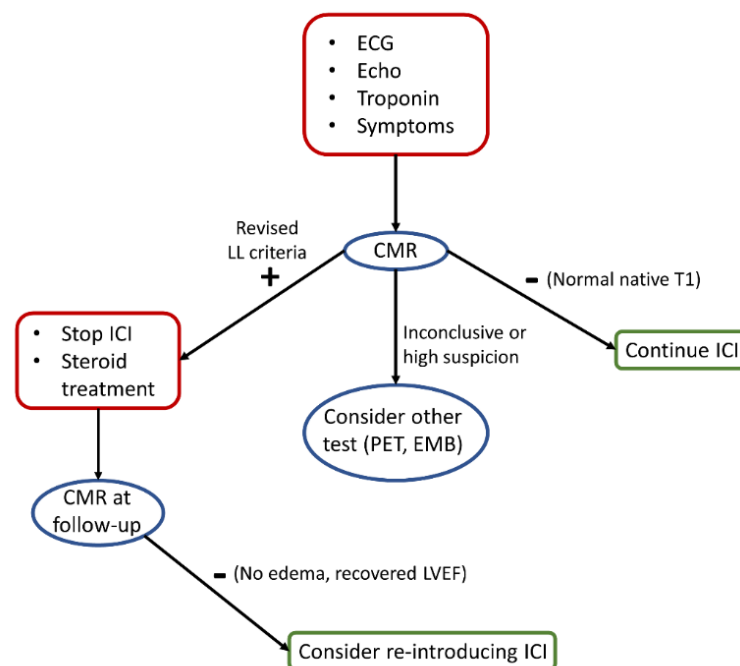 • ECG
• Echo
• Troponin
• Symptoms
Revised
LL criteria
+
CMR
- (Normal native T1)
• Stop ICI
• Steroid
treatment
Inconclusive or
high suspicion
Continue ICI
Consider other
test (PET, EMB)
CMR at
follow-up
- (No edema, recovered LVEF)
Consider re-introducing ICI